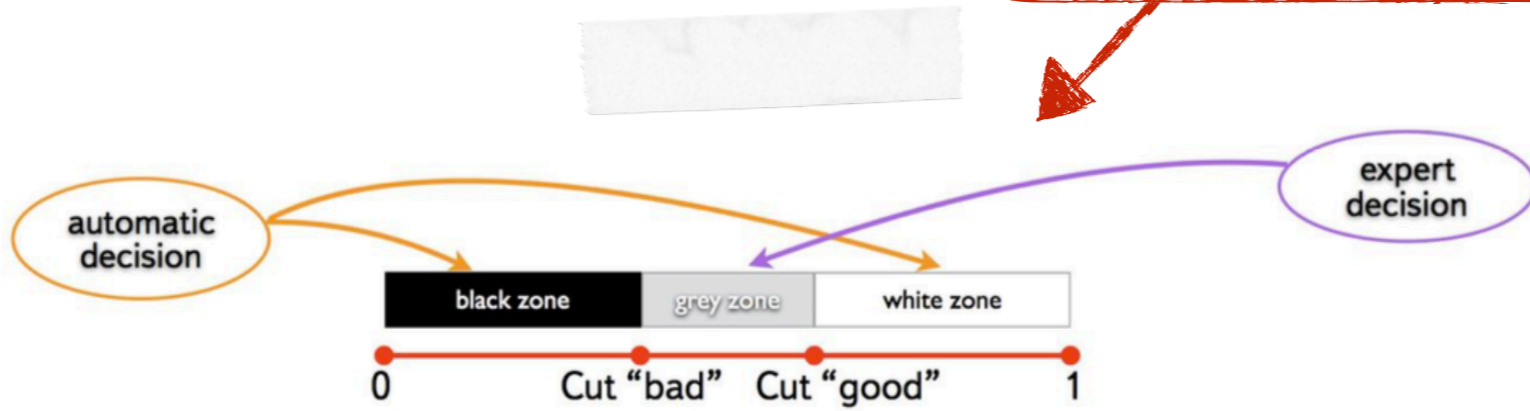 automatic
decision
expert
decision
black zone
grey zone
white zone
0
Cut “bad”
Cut “good”
1